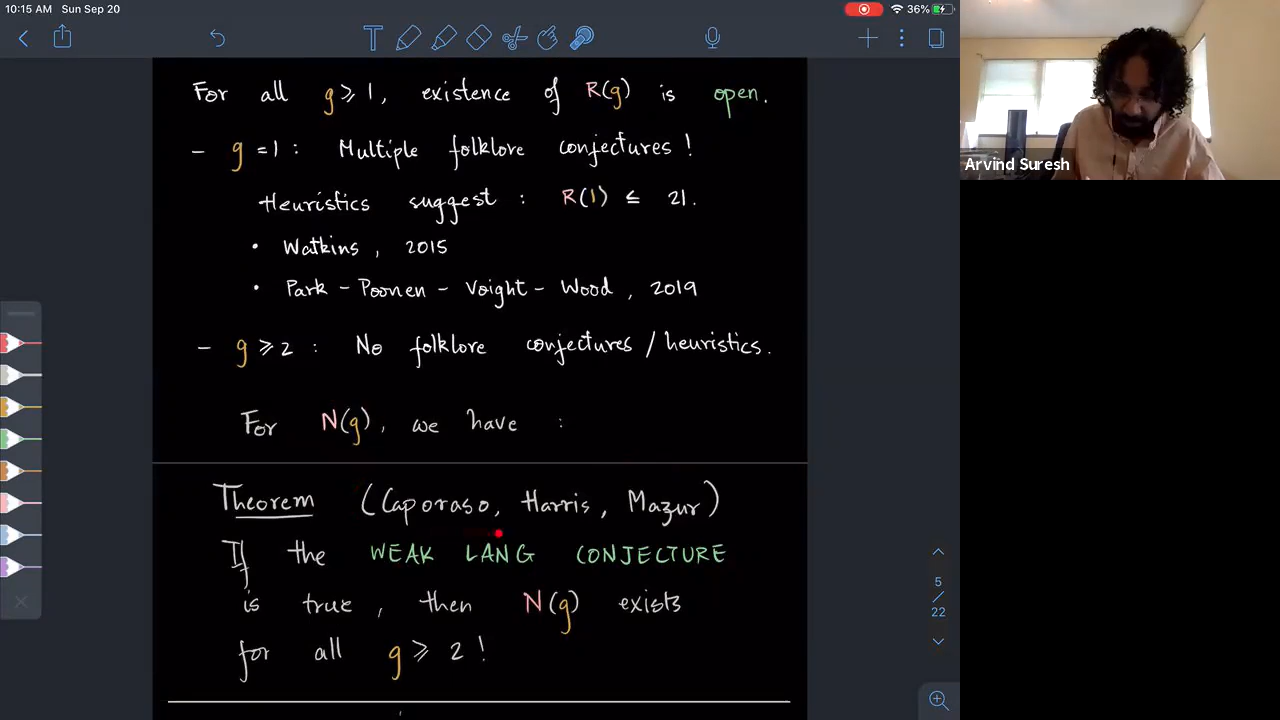 10:15 AM Sun Sep 20
36%
Arvind Suresh
For all g ⩾ 1, existence of R(g) is open.
- g = 1 : Multiple folklore conjectures !
Heuristics suggest : R(1) ≤ 21.
• Watkins, 2015
• Park - Poonen - Voight - Wood, 2019
- g ⩾ 2 : No folklore conjectures / heuristics.
For N(g), we have :
Theorem (Caporaso, Harris, Mazur)
If the WEAK LANG CONJECTURE
is true, then N(g) exists
for all g ⩾ 2 !
5
/
22